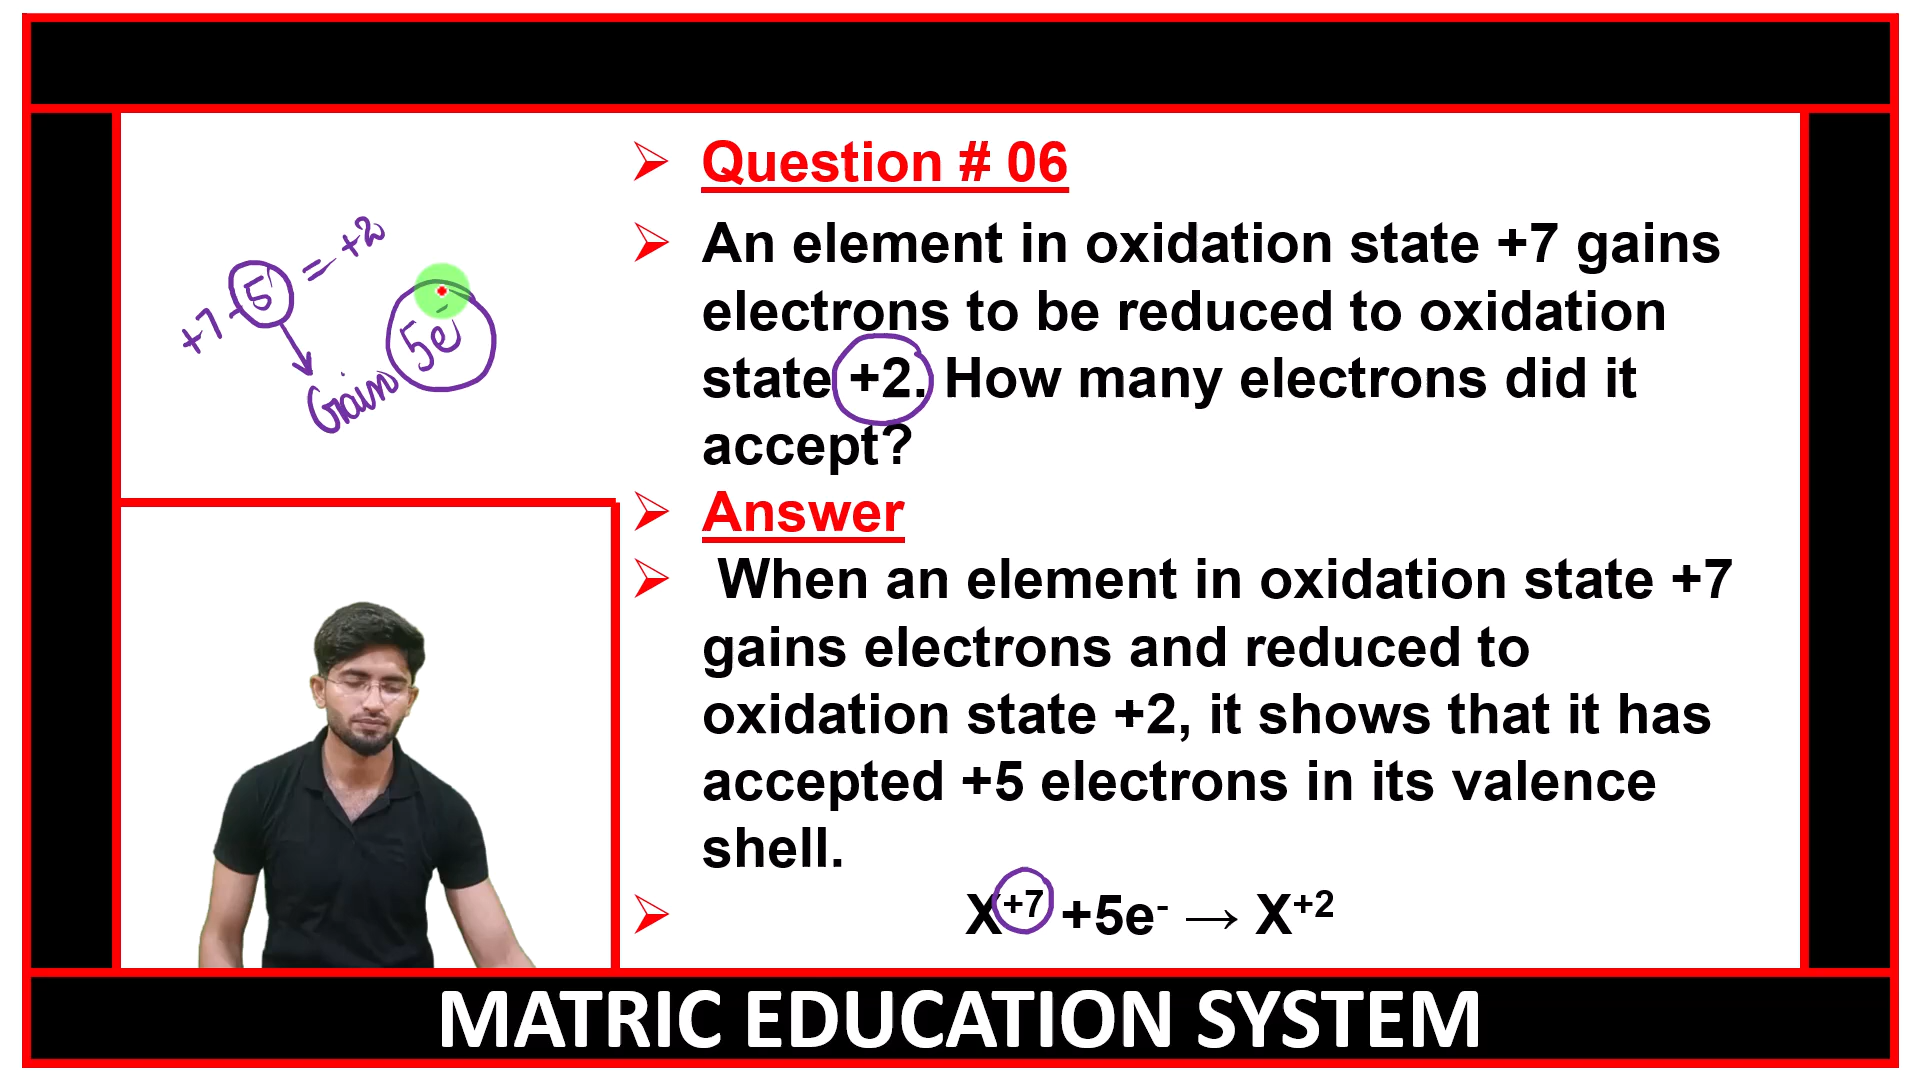 Question # 06
An element in oxidation state +7 gains
electrons to be reduced to oxidation
state +2. How many electrons did it
accept?
+7-5 = +2
Gain 5e⁻
Answer
When an element in oxidation state +7
gains electrons and reduced to
oxidation state +2, it shows that it has
accepted +5 electrons in its valence
shell.
X⁺⁷ +5e⁻ → X⁺²
MATRIC EDUCATION SYSTEM